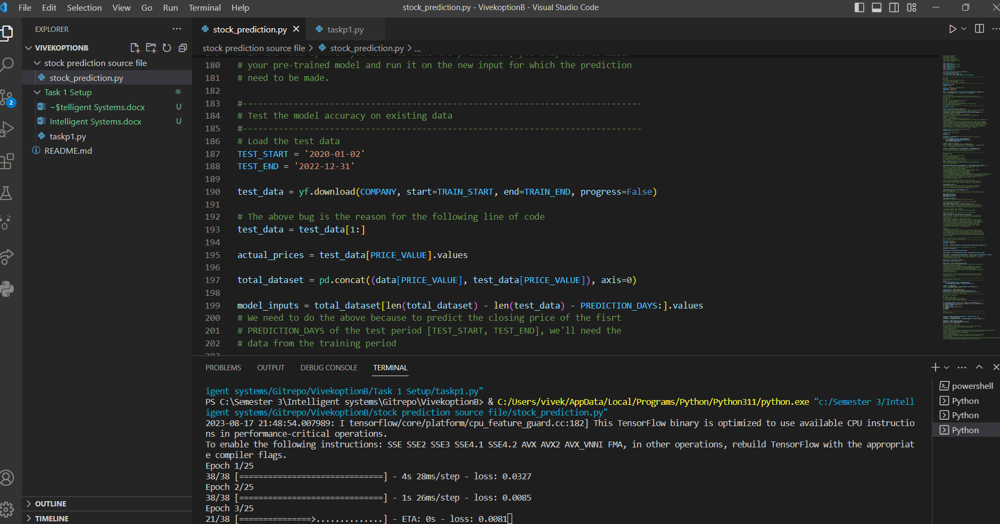 File Edit Selection View Go Run Terminal Help
stock_prediction.py - VivekoptionB - Visual Studio Code
EXPLORER
VIVEKOPTIONB
stock prediction source file
stock_prediction.py
Task 1 Setup
~$telligent Systems.docx U
Intelligent Systems.docx U
taskp1.py
README.md
OUTLINE
TIMELINE
2
stock_prediction.py taskp1.py
stock prediction source file > stock_prediction.py > ...
180 # your pre-trained model and run it on the new input for which the prediction
181 # need to be made.
182
183 #------------------------------------------------------------------------------
184 # Test the model accuracy on existing data
185 #------------------------------------------------------------------------------
186 # Load the test data
187 TEST_START = '2020-01-02'
188 TEST_END = '2022-12-31'
189
190 test_data = yf.download(COMPANY, start=TRAIN_START, end=TRAIN_END, progress=False)
191
192 # The above bug is the reason for the following line of code
193 test_data = test_data[1:]
194
195 actual_prices = test_data[PRICE_VALUE].values
196
197 total_dataset = pd.concat((data[PRICE_VALUE], test_data[PRICE_VALUE]), axis=0)
198
199 model_inputs = total_dataset[len(total_dataset) - len(test_data) - PREDICTION_DAYS:].values
200 # We need to do the above because to predict the closing price of the fisrt
201 # PREDICTION_DAYS of the test period [TEST_START, TEST_END], we'll need the
202 # data from the training period
PROBLEMS OUTPUT DEBUG CONSOLE TERMINAL
igent systems/Gitrepo/VivekoptionB/Task 1 Setup/taskp1.py"
PS C:\Semester 3\Intelligent systems\Gitrepo\VivekoptionB> & C:/Users/vivek/AppData/Local/Programs/Python/Python311/python.exe "c:/Semester 3/Intell
igent systems/Gitrepo/VivekoptionB/stock prediction source file/stock_prediction.py"
2023-08-17 21:48:54.007989: I tensorflow/core/platform/cpu_feature_guard.cc:182] This TensorFlow binary is optimized to use available CPU instructio
ns in performance-critical operations.
To enable the following instructions: SSE SSE2 SSE3 SSE4.1 SSE4.2 AVX AVX2 AVX_VNNI FMA, in other operations, rebuild TensorFlow with the appropriat
e compiler flags.
Epoch 1/25
38/38 [==============================] - 4s 28ms/step - loss: 0.0327
Epoch 2/25
38/38 [==============================] - 1s 26ms/step - loss: 0.0085
Epoch 3/25
21/38 [===============>..............] - ETA: 0s - loss: 0.0081
powershell
Python
Python
Python